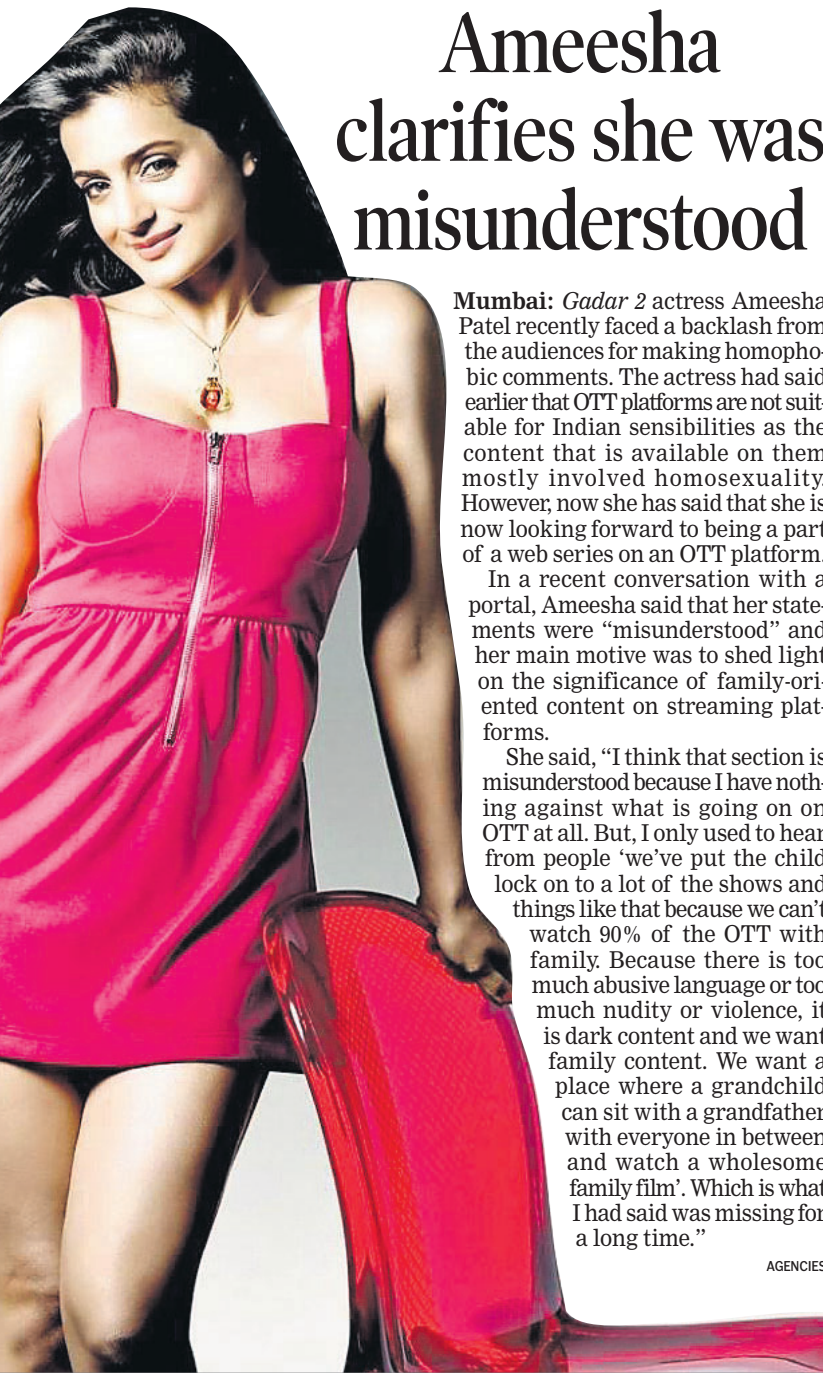 Ameesha
clarifies she was
misunderstood
Mumbai: Gadar 2 actress Ameesha
Patel recently faced a backlash from
the audiences for making homopho-
bic comments. The actress had said
earlier that OTT platforms are not suit-
able for Indian sensibilities as the
content that is available on them
mostly involved homosexuality.
However, now she has said that she is
now looking forward to being a part
of a web series on an OTT platform.
In a recent conversation with a
portal, Ameesha said that her state-
ments were “misunderstood” and
her main motive was to shed light
on the significance of family-ori-
ented content on streaming plat-
forms.
She said, “I think that section is
misunderstood because I have noth-
ing against what is going on on
OTT at all. But, I only used to hear
from people ‘we’ve put the child
lock on to a lot of the shows and
things like that because we can’t
watch 90% of the OTT with
family. Because there is too
much abusive language or too
much nudity or violence, it
is dark content and we want
family content. We want a
place where a grandchild
can sit with a grandfather
with everyone in between
and watch a wholesome
family film’. Which is what
I had said was missing for
a long time.”
AGENCIES